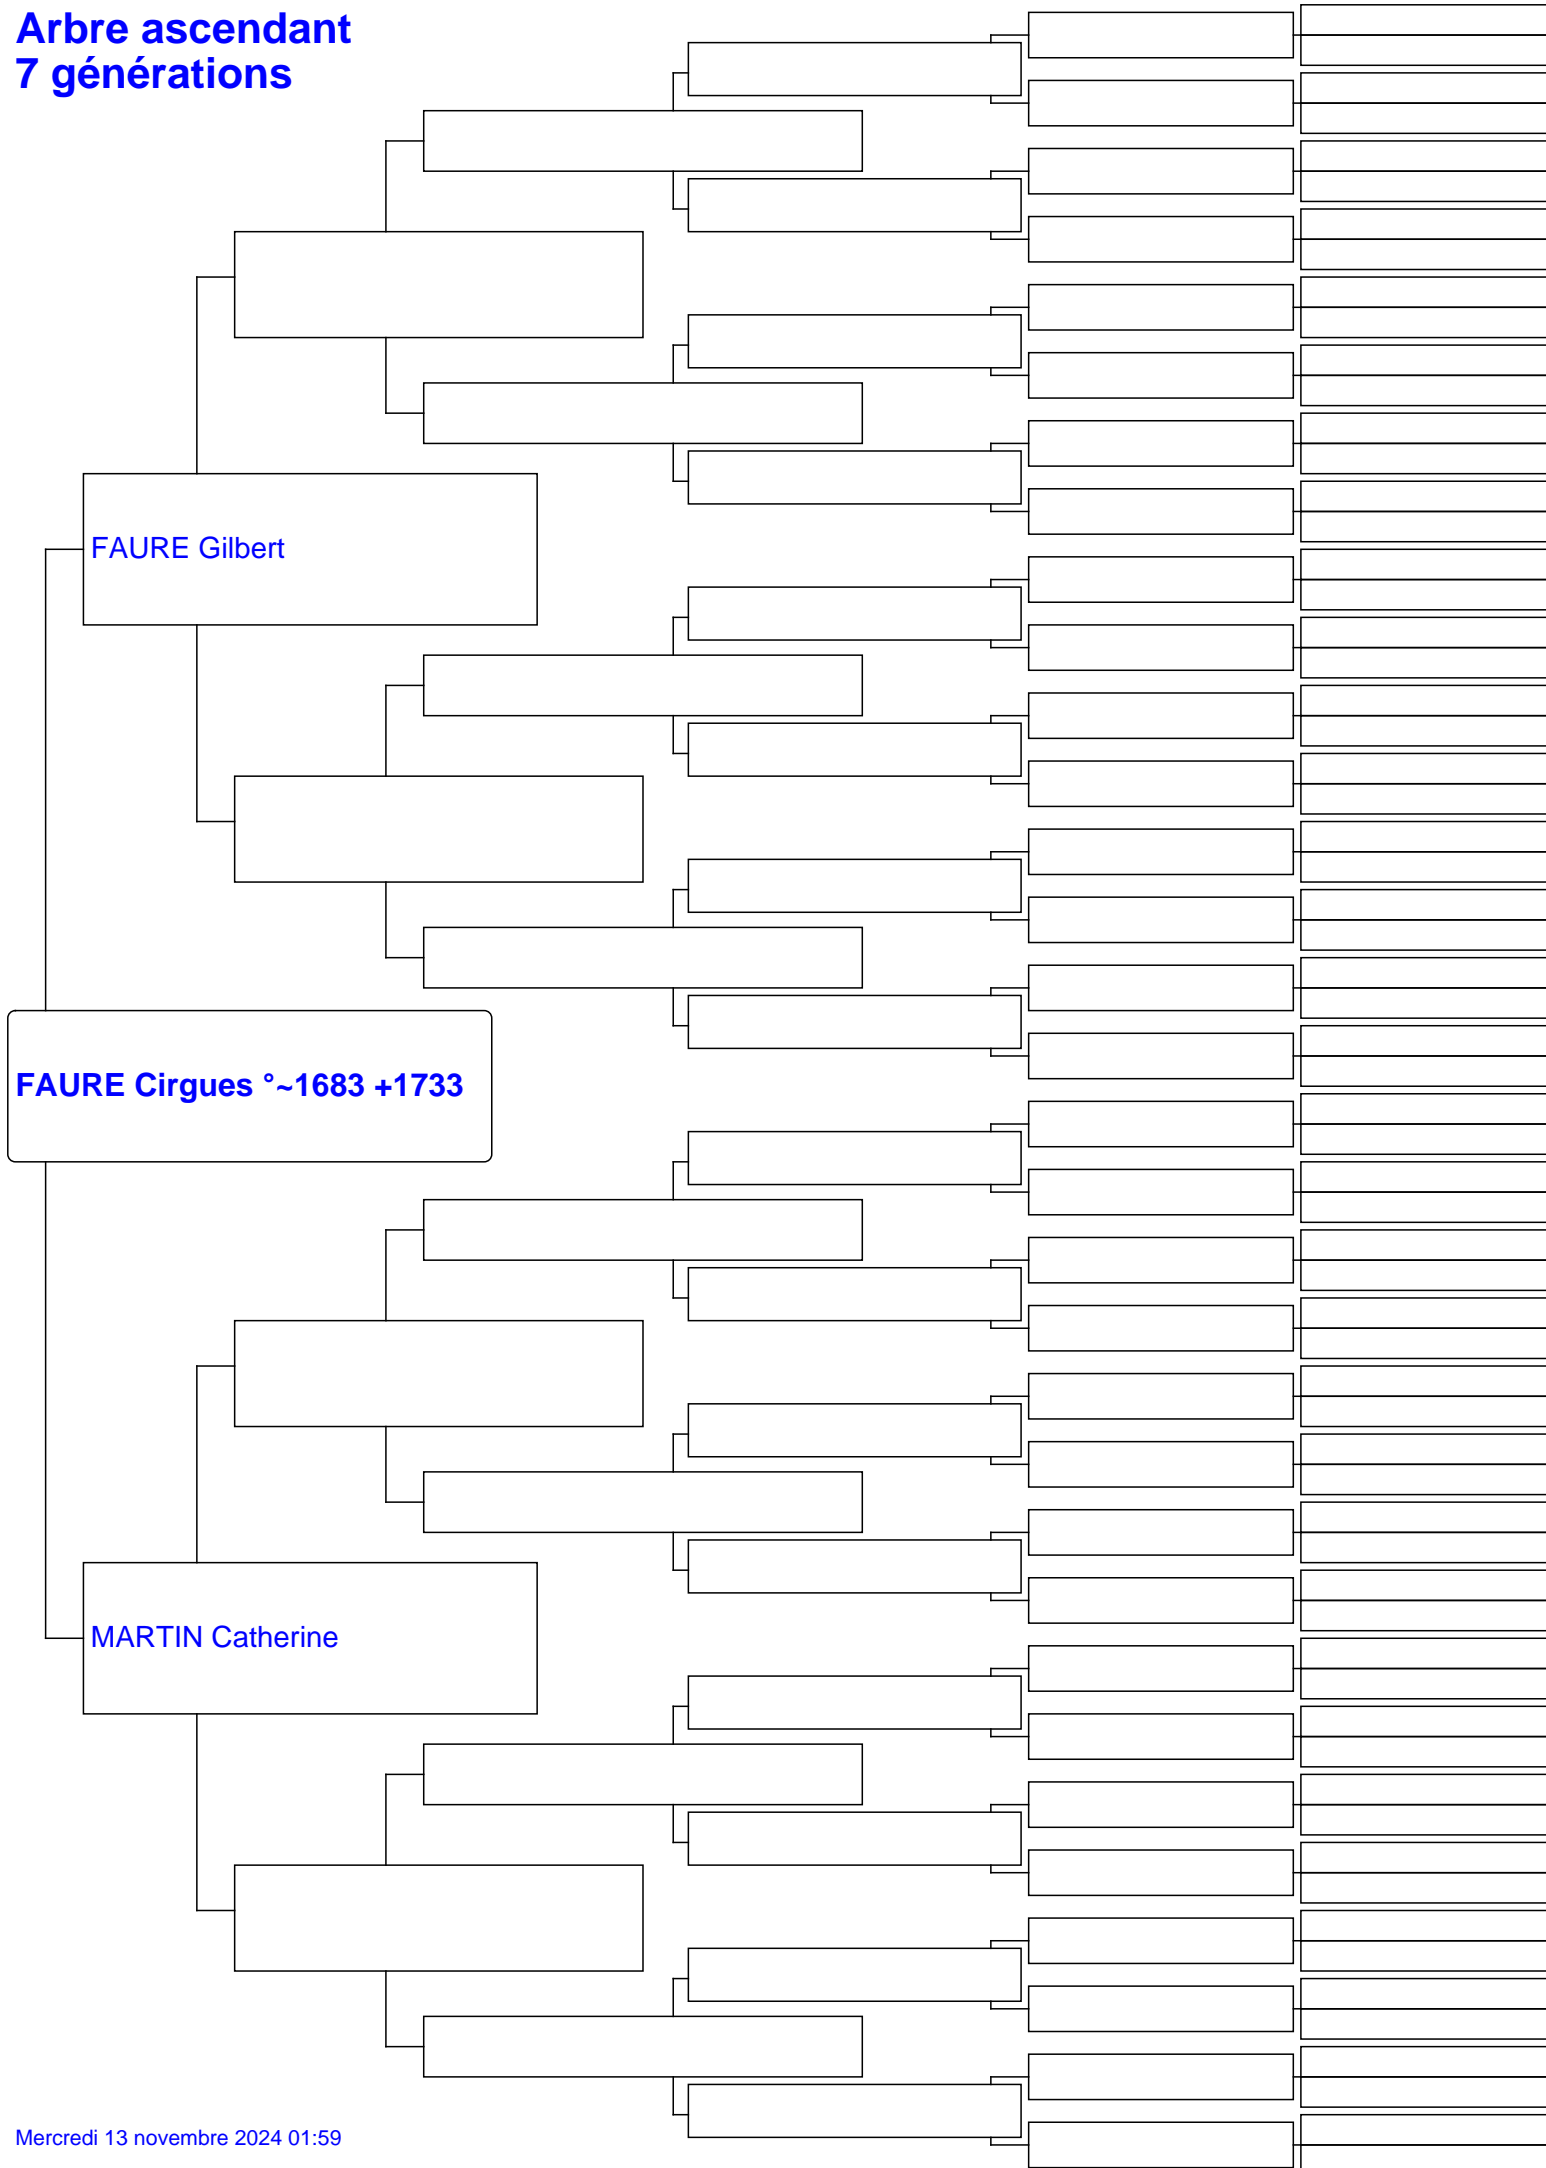 Arbre ascendant
7 générations
FAURE Gilbert
FAURE Cirgues °~1683 +1733
MARTIN Catherine
Mercredi 13 novembre 2024 01:59